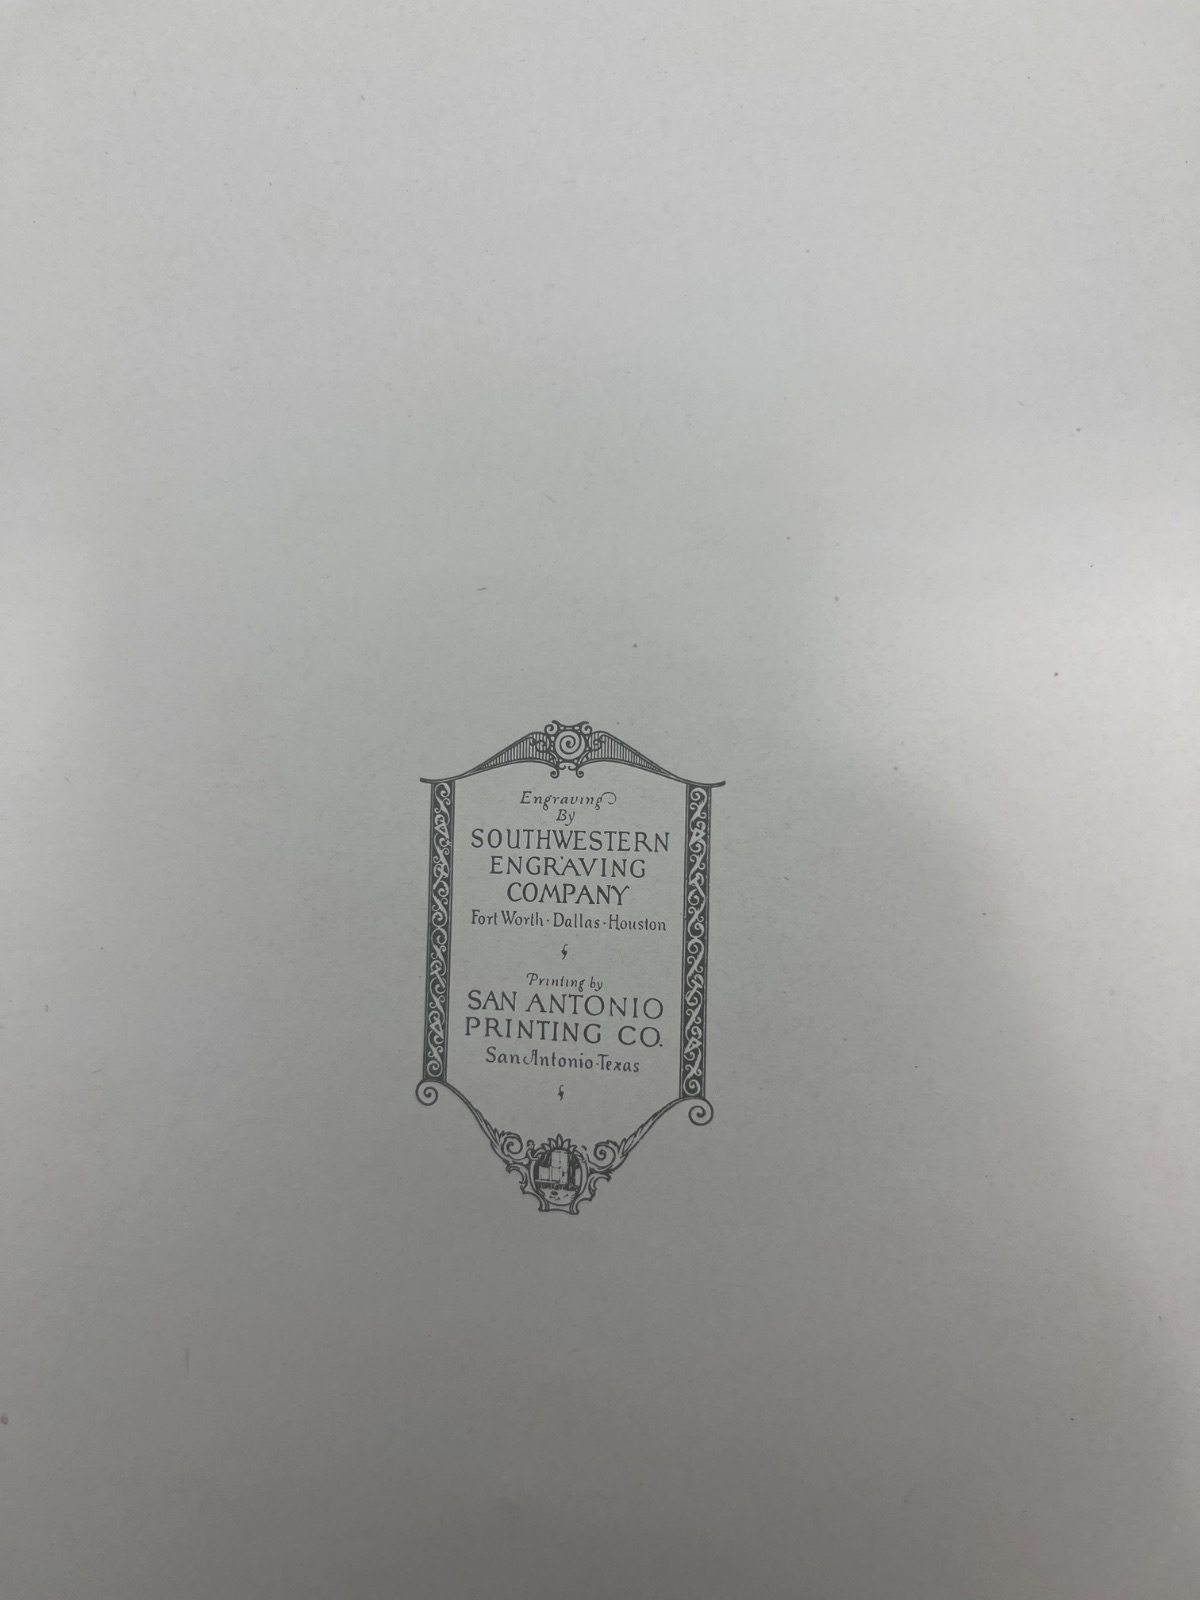 Engraving
By
SOUTHWESTERN
ENGRAVING
COMPANY
Fort Worth · Dallas · Houston
Printing by
SAN ANTONIO
PRINTING CO.
San Antonio · Texas